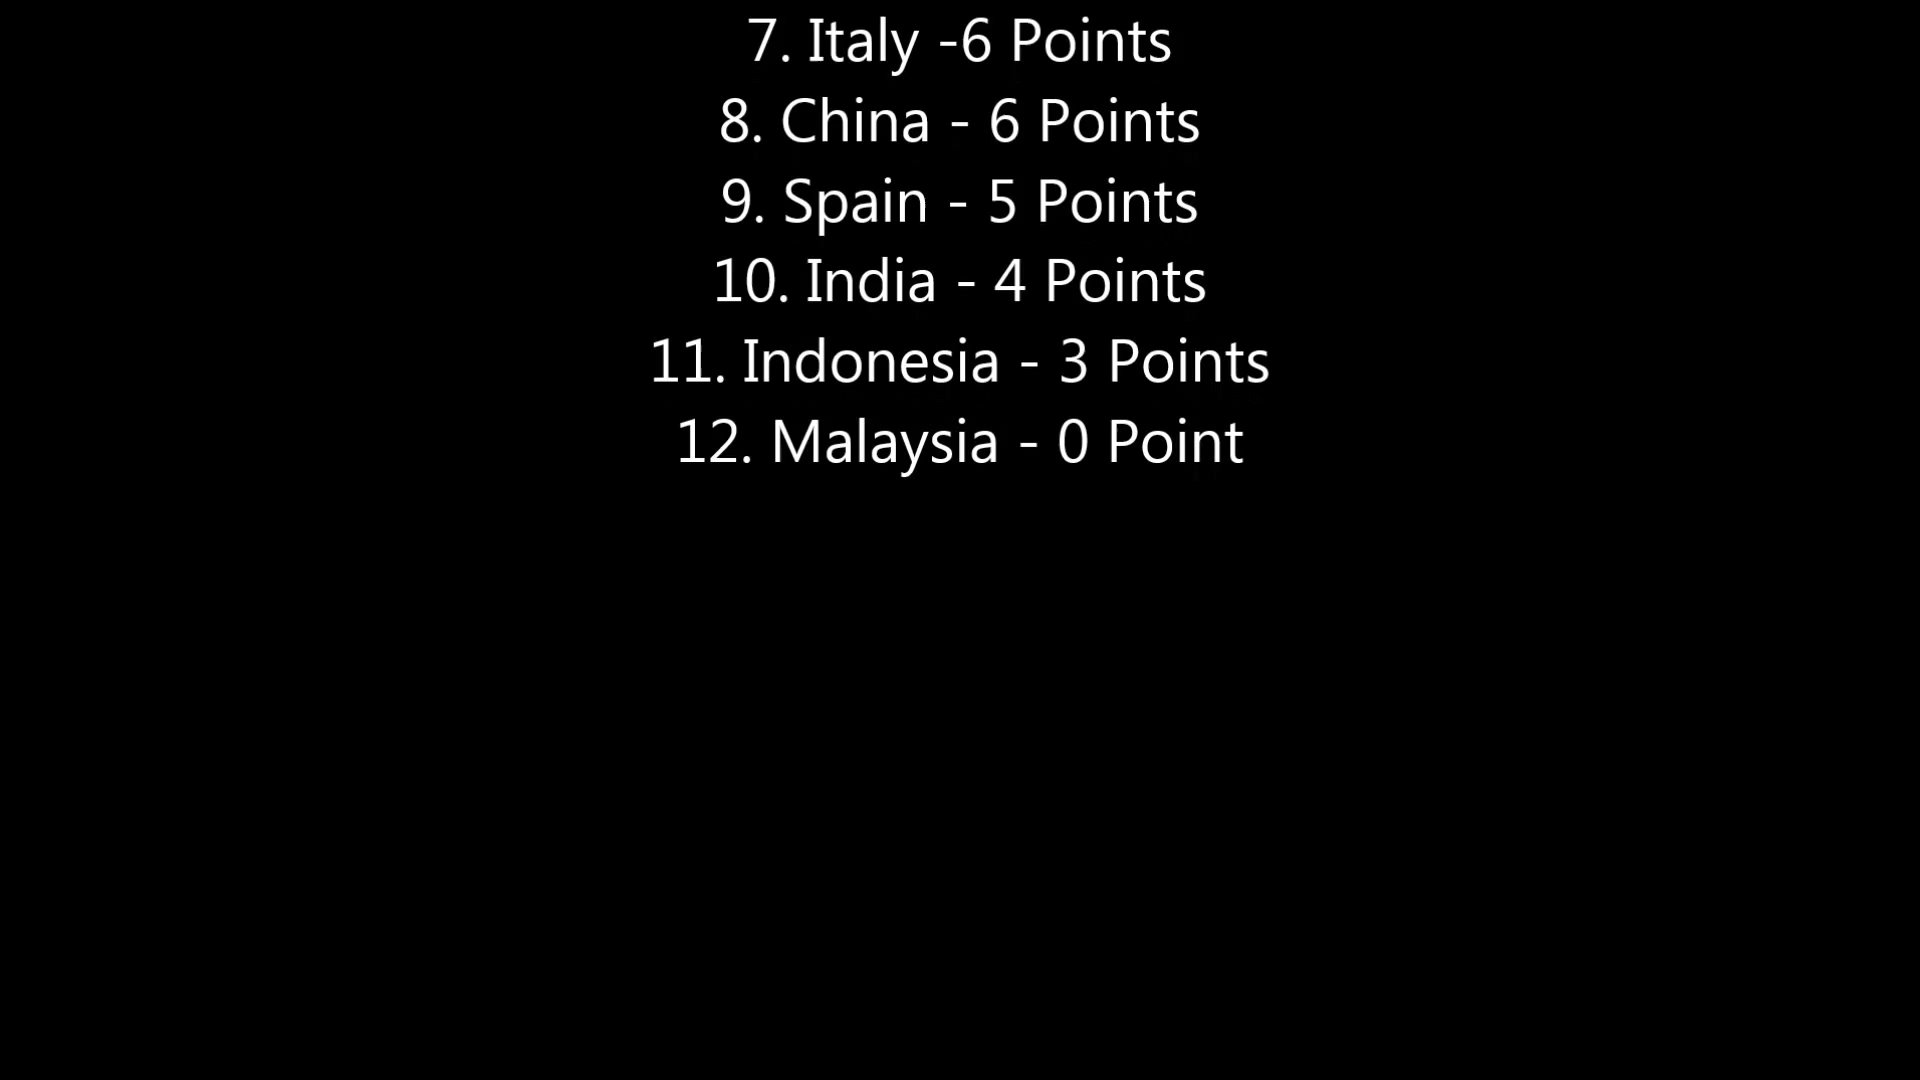 7. Italy -6 Points
8. China - 6 Points
9. Spain - 5 Points
10. India - 4 Points
11. Indonesia - 3 Points
12. Malaysia - 0 Point